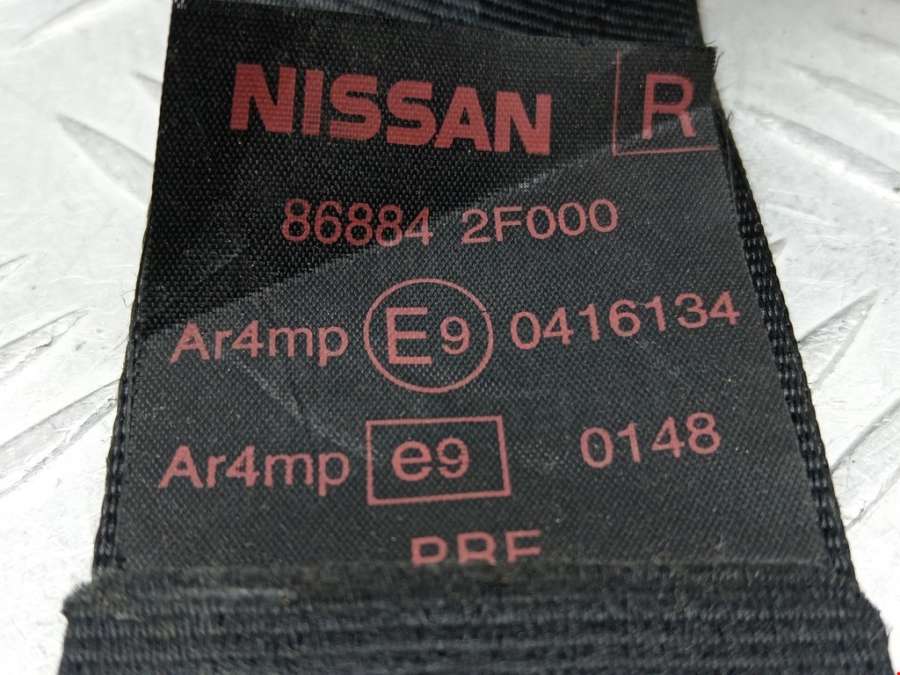 NISSAN R
86884 2F000
Ar4mp E9 0416134
Ar4mp e9 0148